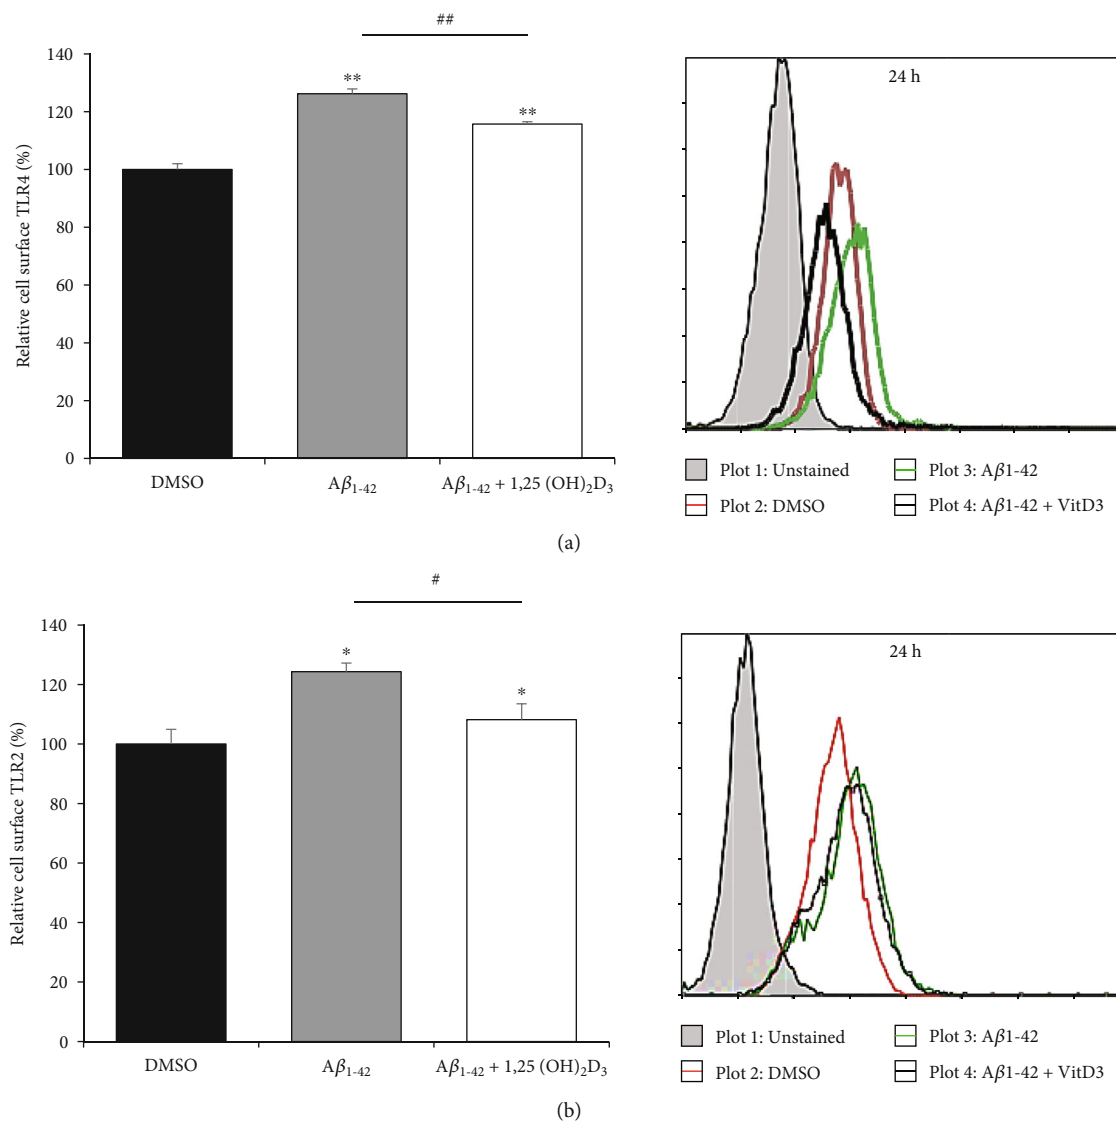 ##
140
120
100
80
60
40
20
0
Relative cell surface TLR4 (%)
**
**
DMSO
Aβ₁₋₄₂
Aβ₁₋₄₂ + 1,25 (OH)₂D₃
24 h
Plot 1: Unstained
Plot 3: Aβ1-42
Plot 2: DMSO
Plot 4: Aβ1-42 + VitD3
(a)
#
140
120
100
80
60
40
20
0
Relative cell surface TLR2 (%)
*
*
DMSO
Aβ₁₋₄₂
Aβ₁₋₄₂ + 1,25 (OH)₂D₃
24 h
Plot 1: Unstained
Plot 3: Aβ1-42
Plot 2: DMSO
Plot 4: Aβ1-42 + VitD3
(b)